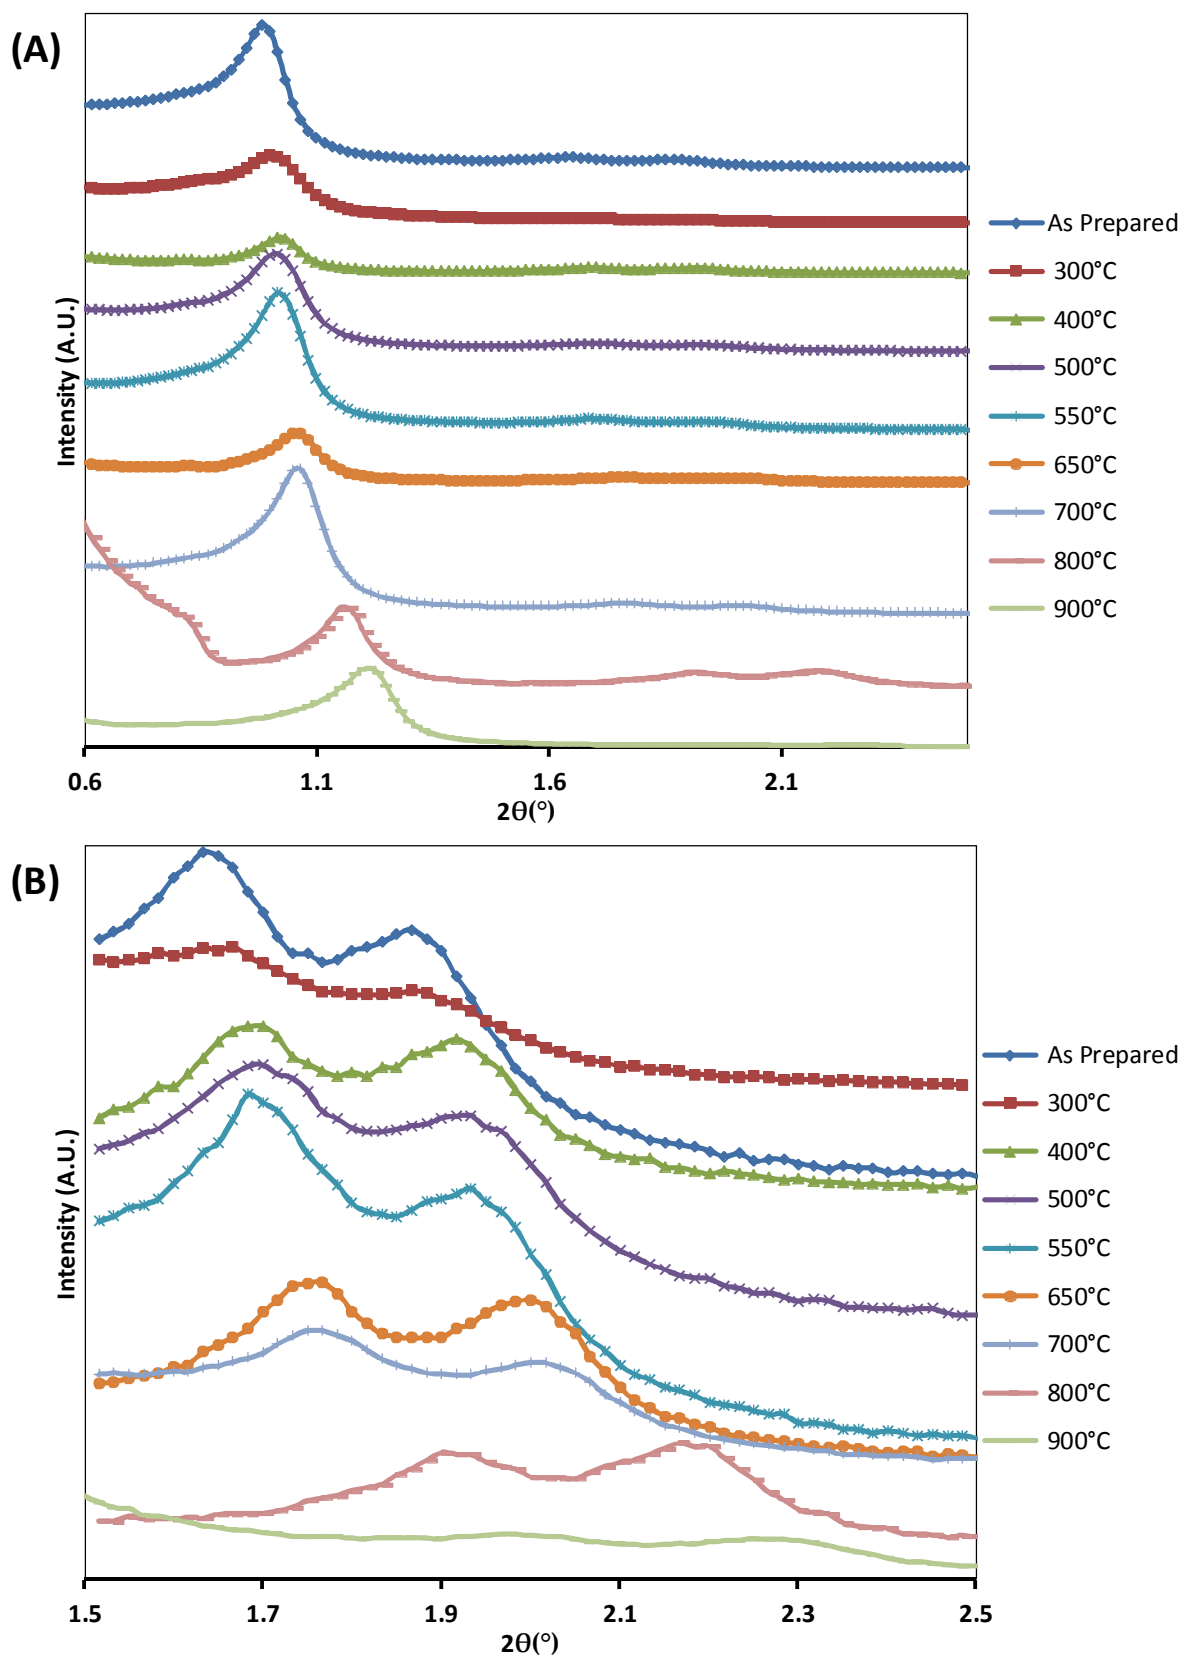 (A)
Intensity (A.U.)
As Prepared
300°C
400°C
500°C
550°C
650°C
700°C
800°C
900°C
0.6 1.1 1.6 2.1
2θ(°)
(B)
Intensity (A.U.)
As Prepared
300°C
400°C
500°C
550°C
650°C
700°C
800°C
900°C
1.5 1.7 1.9 2.1 2.3 2.5
2θ(°)